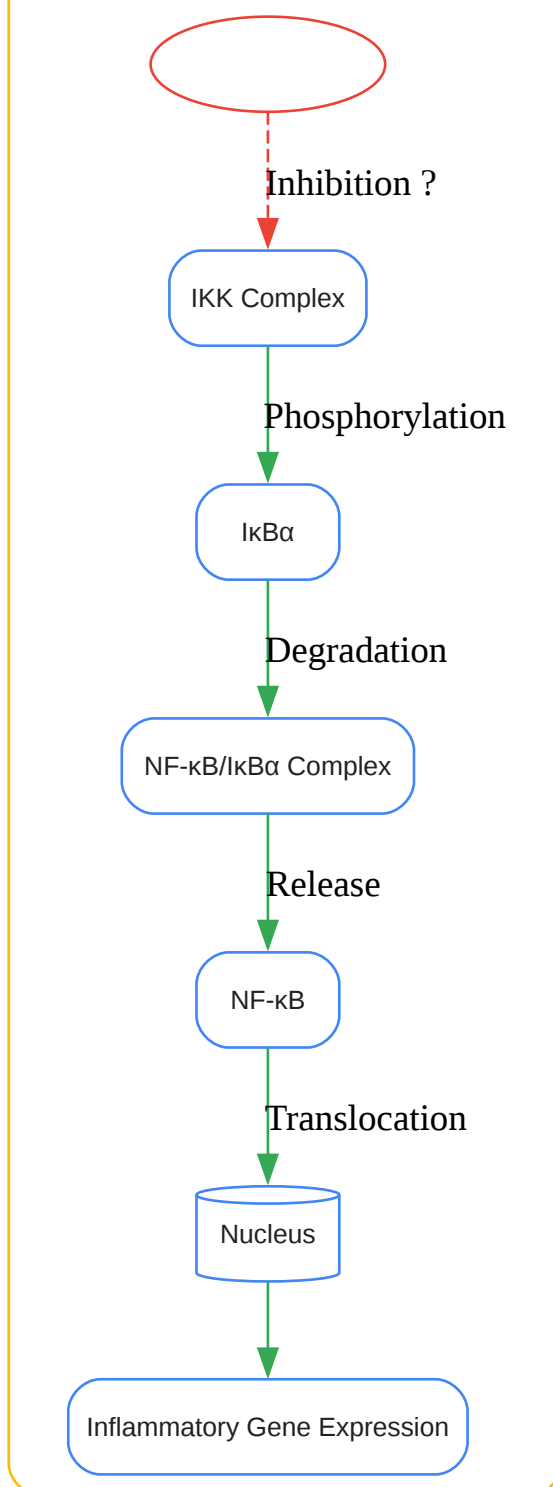 Inhibition ?
IKK Complex
Phosphorylation
IκBα
Degradation
NF-κB/IκBα Complex
Release
NF-κB
Translocation
Nucleus
Inflammatory Gene Expression